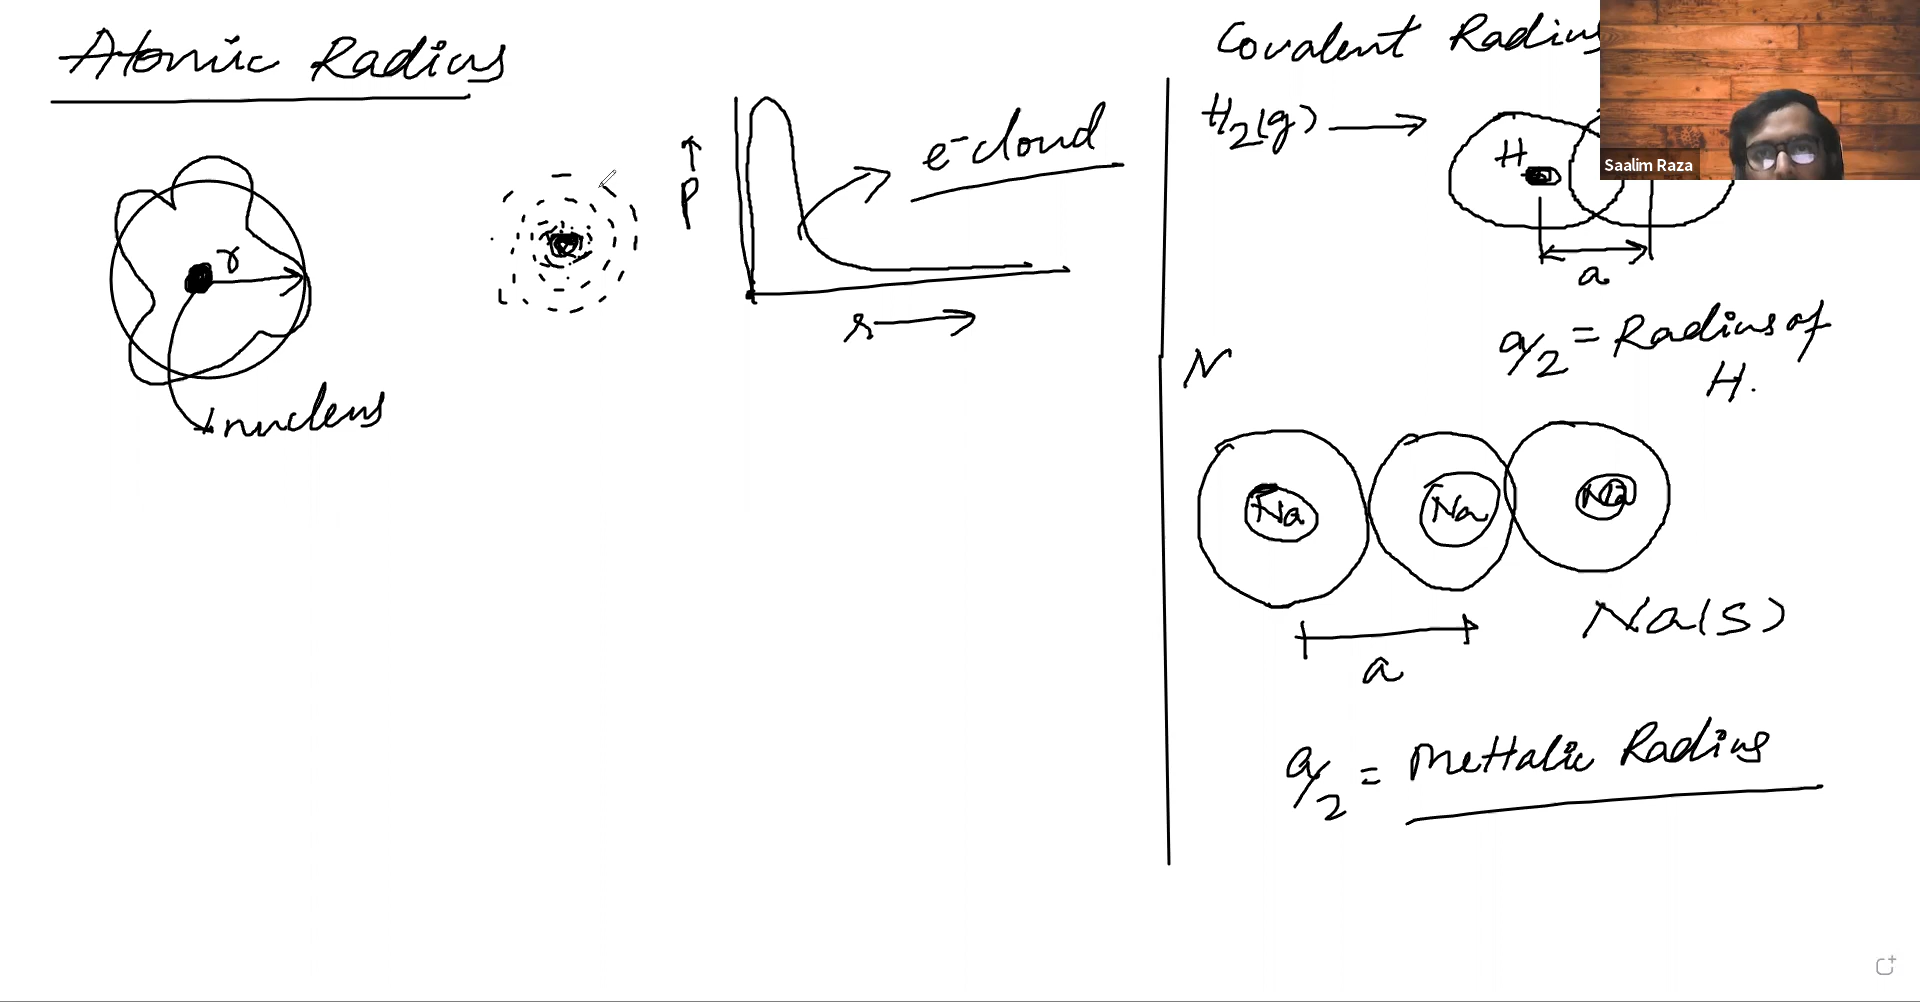 Atomic Radius
r
nucleus
P
e⁻cloud
r
Covalent Radius
H₂(g)
H
a
a/2 = Radius of
H.
N
Na
Na
Na
a
Na(s)
a/2 = Mettalic Radius
Saalim Raza